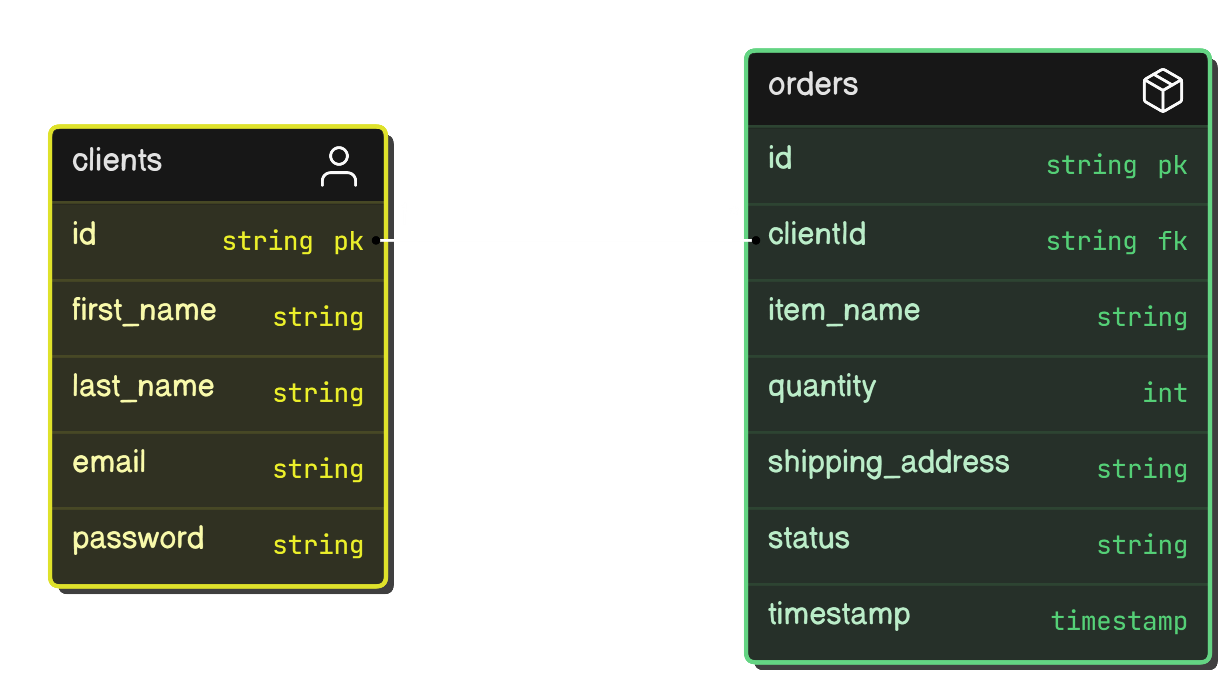 clients
id string pk
first_name string
last_name string
email string
password string
orders
id string pk
clientId string fk
item_name string
quantity int
shipping_address string
status string
timestamp timestamp